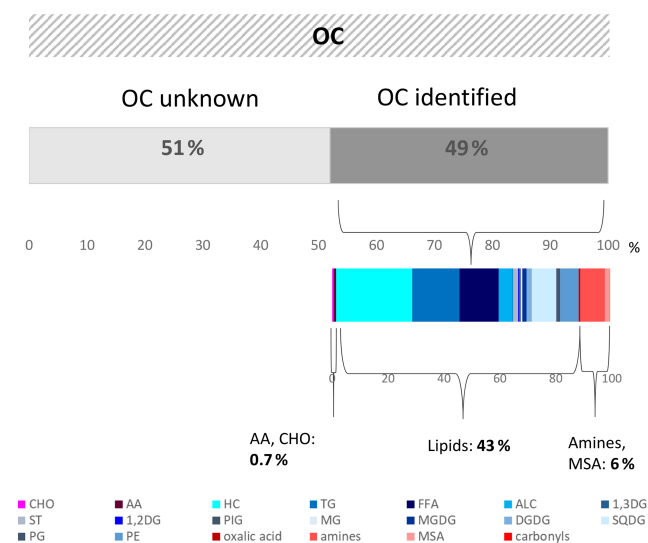 OC
OC unknown OC identified
51 % 49 %
0 10 20 30 40 50 60 70 80 90 100 %
0 20 40 60 80 100
AA, CHO:
0.7 %
Lipids: 43 %
Amines,
MSA: 6 %
CHO AA HC TG FFA ALC 1,3DG
ST 1,2DG PIG MG MGDG DGDG SQDG
PG PE oxalic acid amines MSA carbonyls